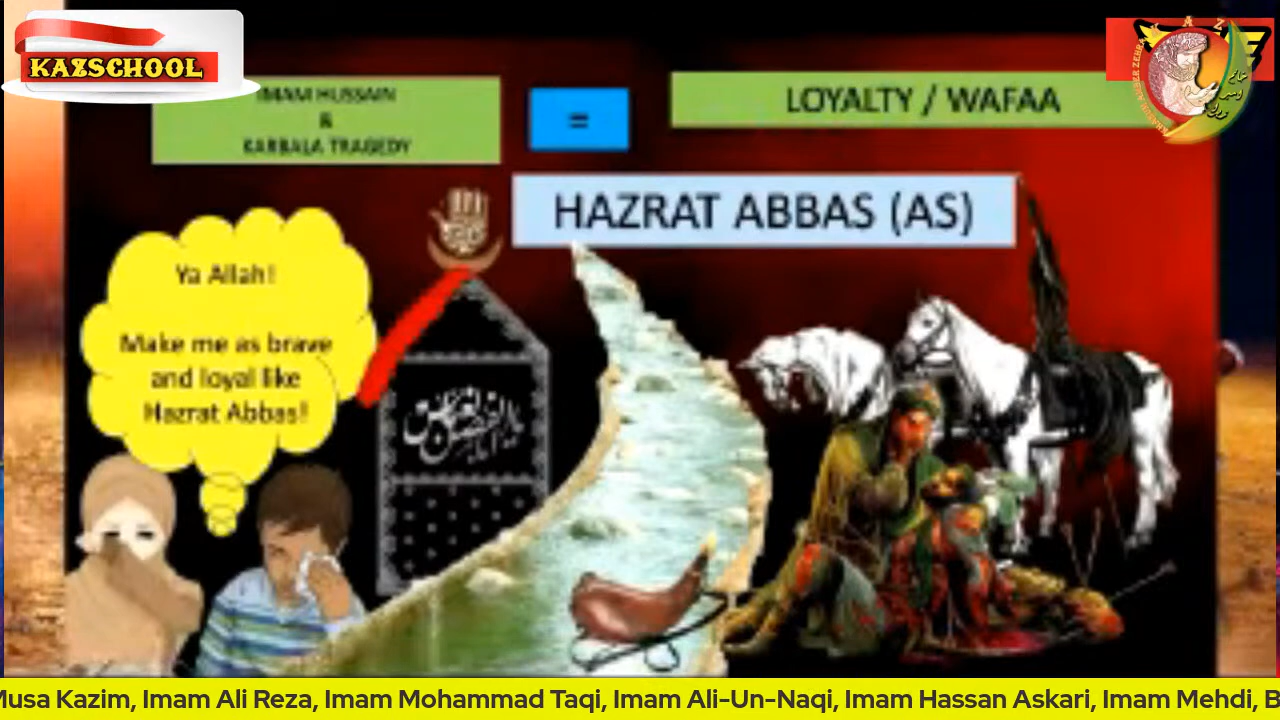 KAZSCHOOL
IMAM HUSSAIN
&
KARBALA TRAGEDY
=
LOYALTY / WAFAA
HAZRAT ABBAS (AS)
Ya Allah!
Make me as brave
and loyal like
Hazrat Abbas!
Musa Kazim, Imam Ali Reza, Imam Mohammad Taqi, Imam Ali-Un-Naqi, Imam Hassan Askari, Imam Mehdi, B